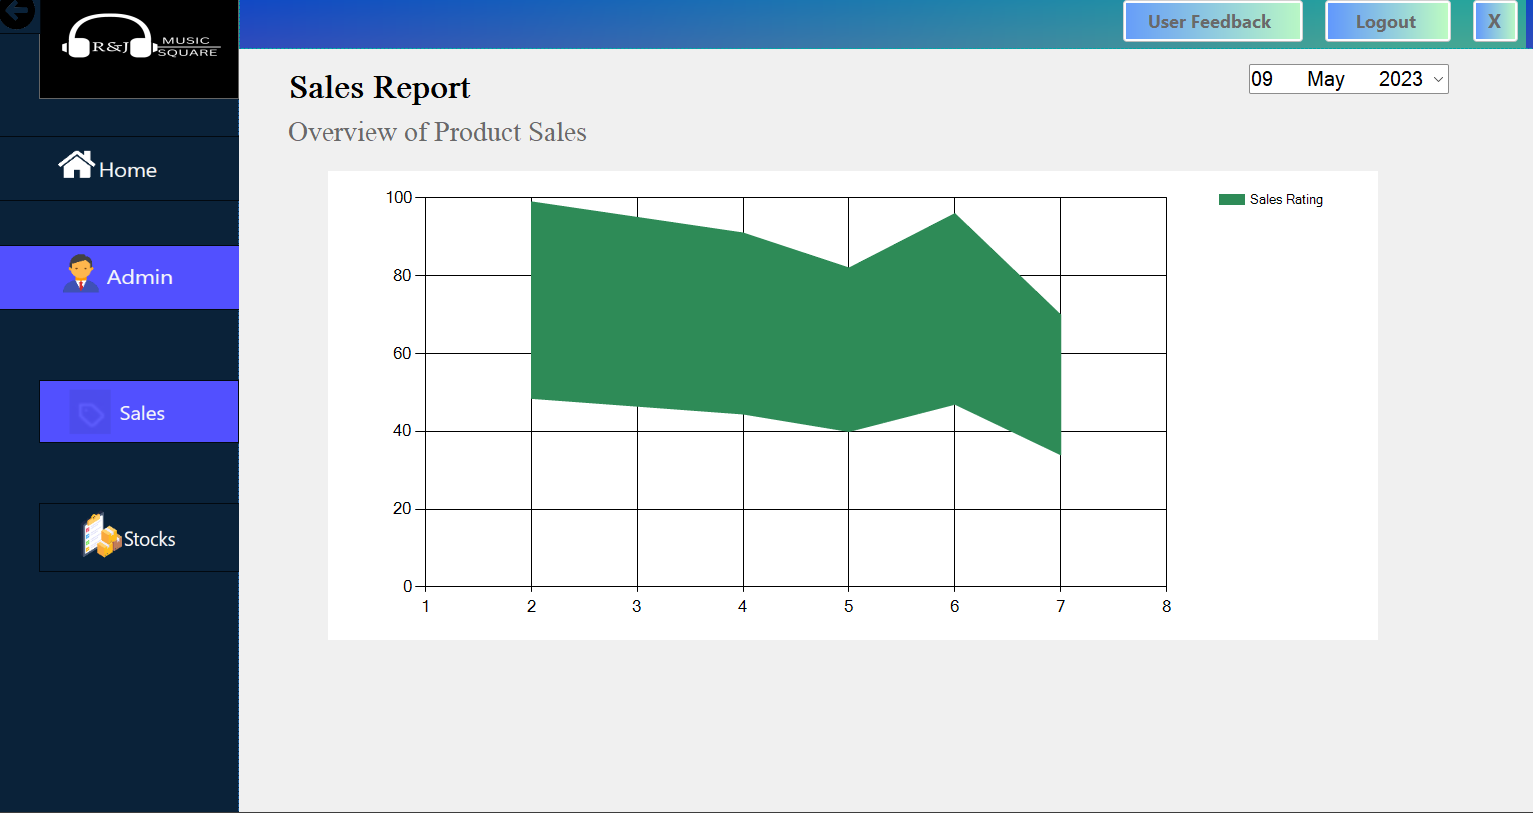 R&J MUSIC
SQUARE
User Feedback
Logout
X
Sales Report
09 May 2023
Overview of Product Sales
Home
Admin
Sales
Stocks
Sales Rating
100
80
60
40
20
0
1 2 3 4 5 6 7 8